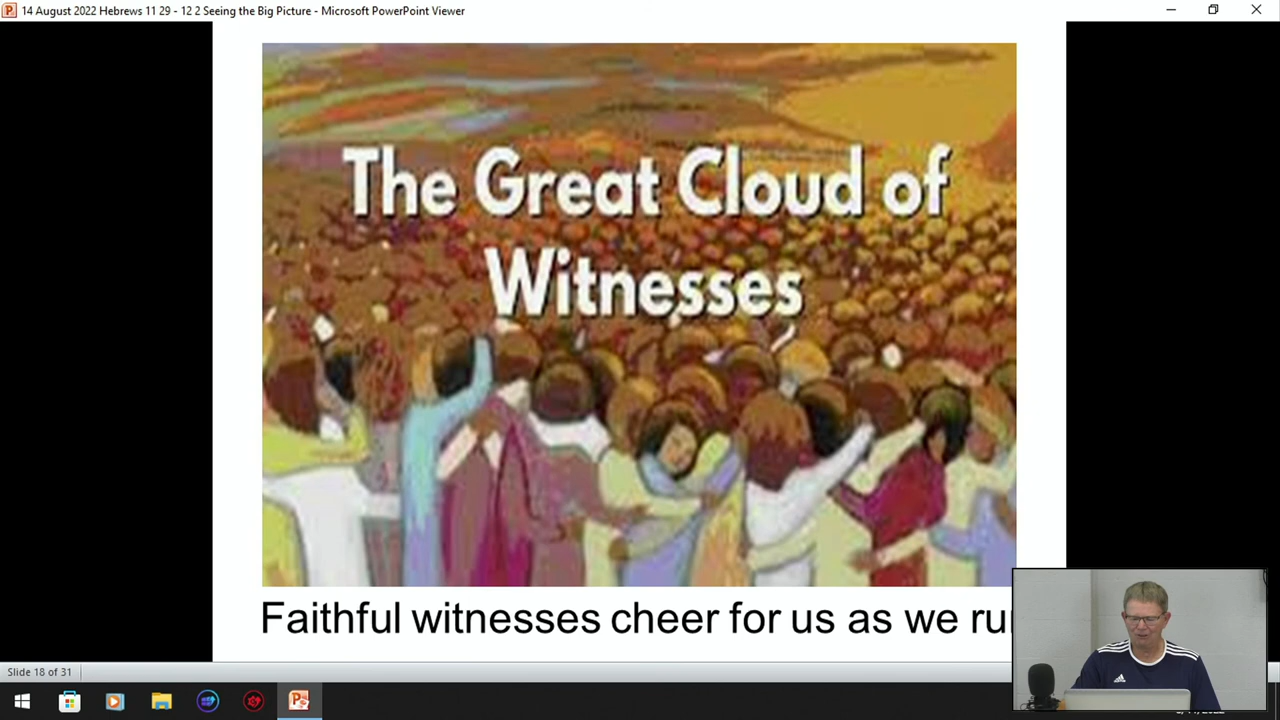 14 August 2022 Hebrews 11 29 - 12 2 Seeing the Big Picture - Microsoft PowerPoint Viewer
The Great Cloud of
Witnesses
Faithful witnesses cheer for us as we
Slide 18 of 31